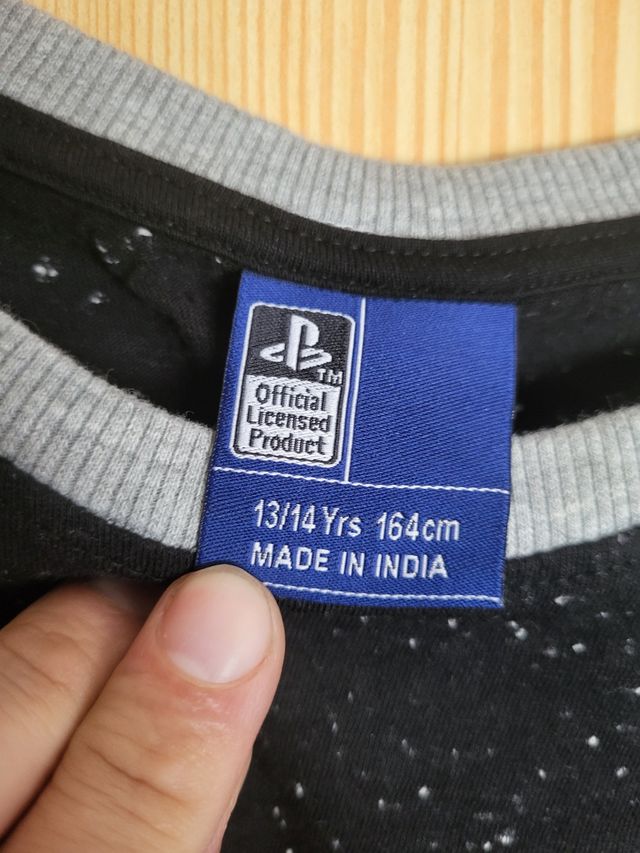 TM
Official
Licensed
Product
13/14 Yrs 164cm
MADE IN INDIA